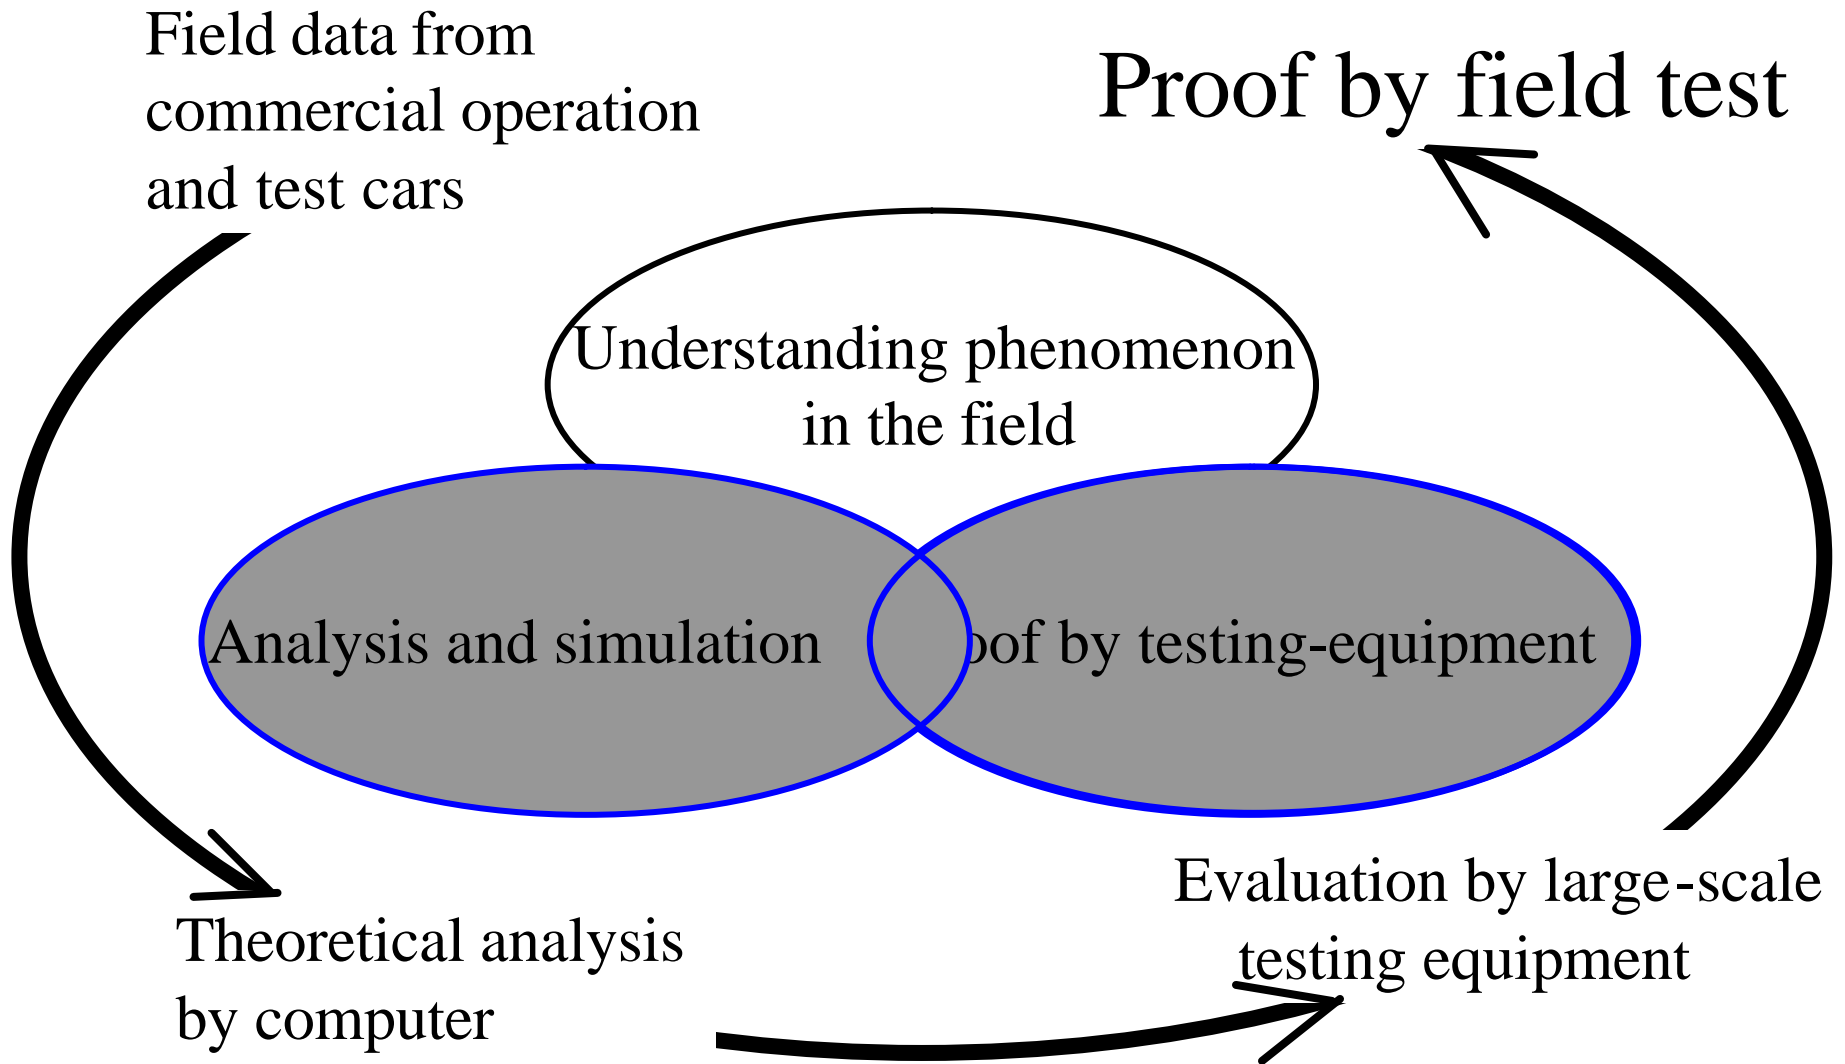 Field data from
commercial operation
and test cars
Proof by field test
Understanding phenomenon
in the field
Analysis and simulation
oof by testing-equipment
Theoretical analysis
by computer
Evaluation by large-scale
testing equipment